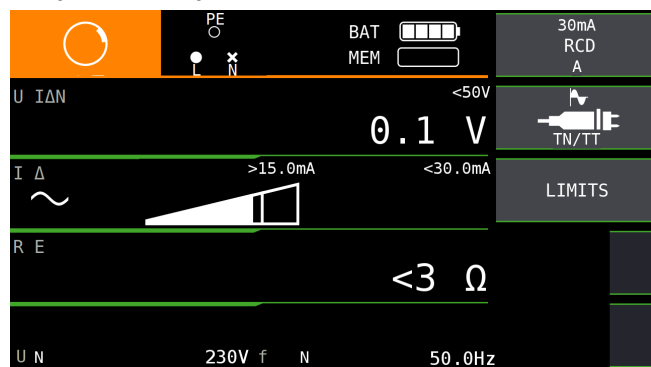 PE
BAT
MEM
L N
30mA
RCD
A
U IΔN <50V
0.1 V
TN/TT
I Δ >15.0mA <30.0mA
LIMITS
R E
<3 Ω
U N 230V f N 50.0Hz